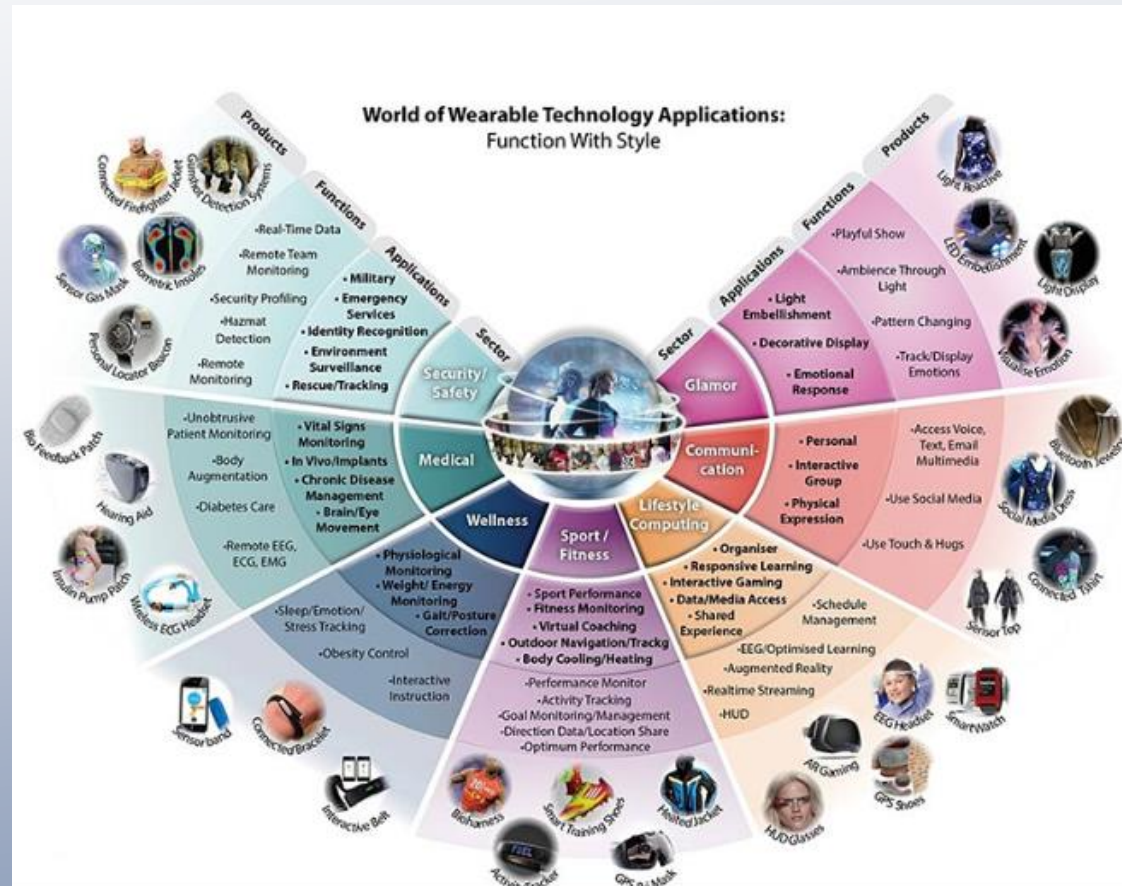 World of Wearable Technology Applications:
Function With Style
Products
Functions
Applications
Sector
Sector
Applications
Functions
Products
Security/
Safety
• Military
• Emergency
Services
• Identity Recognition
• Environment
Surveillance
• Rescue/Tracking
•Real-Time Data
•Remote Team
Monitoring
•Security Profiling
•Hazmat
Detection
•Remote
Monitoring
Connected Firefighter Jacket
Gunshot Detection Systems
Sensor Gas Mask
Biometric Insoles
Personal Locator Beacon
Medical
• Vital Signs
Monitoring
• In Vivo/Implants
• Chronic Disease
Management
• Brain/Eye
Movement
•Unobtrusive
Patient Monitoring
•Body
Augmentation
•Diabetes Care
•Remote EEG,
ECG, EMG
Bio Feedback Patch
Hearing Aid
Insulin Pump Patch
Wireless ECG Headset
Wellness
• Physiological
Monitoring
• Weight/ Energy
Monitoring
• Gait/Posture
Correction
•Sleep/Emotion/
Stress Tracking
•Obesity Control
•Interactive
Instruction
Sensor band
Connected Bracelet
Interactive Belt
Sport /
Fitness
• Sport Performance
• Fitness Monitoring
• Virtual Coaching
• Outdoor Navigation/Trackg
• Body Cooling/Heating
•Performance Monitor
•Activity Tracking
•Goal Monitoring/Management
•Direction Data/Location Share
•Optimum Performance
Bioharness
Smart Training Shoes
Heated Jacket
Activity Tracker
GPS Mask
Lifestyle
Computing
• Organiser
• Responsive Learning
• Interactive Gaming
• Data/Media Access
• Shared
Experience
•Schedule
Management
•EEG/Optimised Learning
•Augmented Reality
•Realtime Streaming
•HUD
EEG Headset
SmartWatch
AR Gaming
GPS Shoes
HUD Glasses
Communi-
cation
• Personal
• Interactive
Group
• Physical
Expression
•Access Voice,
Text, Email
Multimedia
•Use Social Media
•Use Touch & Hugs
Bluetooth Jewelry
Social Media Dress
Connected Tshirt
Sensor Top
Glamor
• Light
Embellishment
• Decorative Display
• Emotional
Response
•Playful Show
•Ambience Through
Light
•Pattern Changing
•Track/Display
Emotions
Light Reactive
LED Embellishment
Light Display
Visualise Emotion